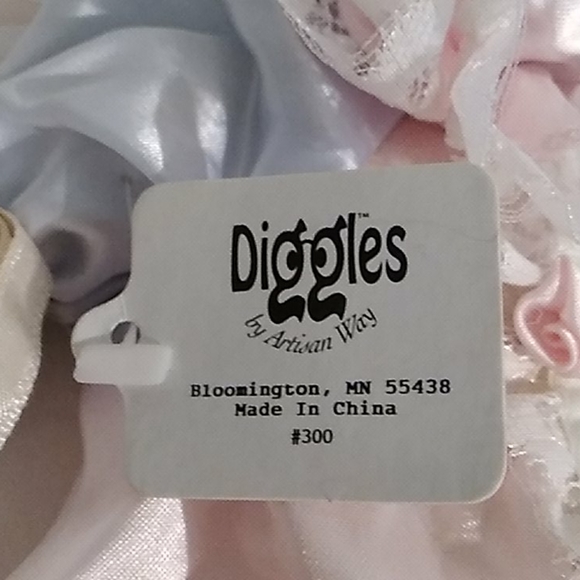 Diggles™
by Artisan Way
Bloomington, MN 55438
Made In China
#300